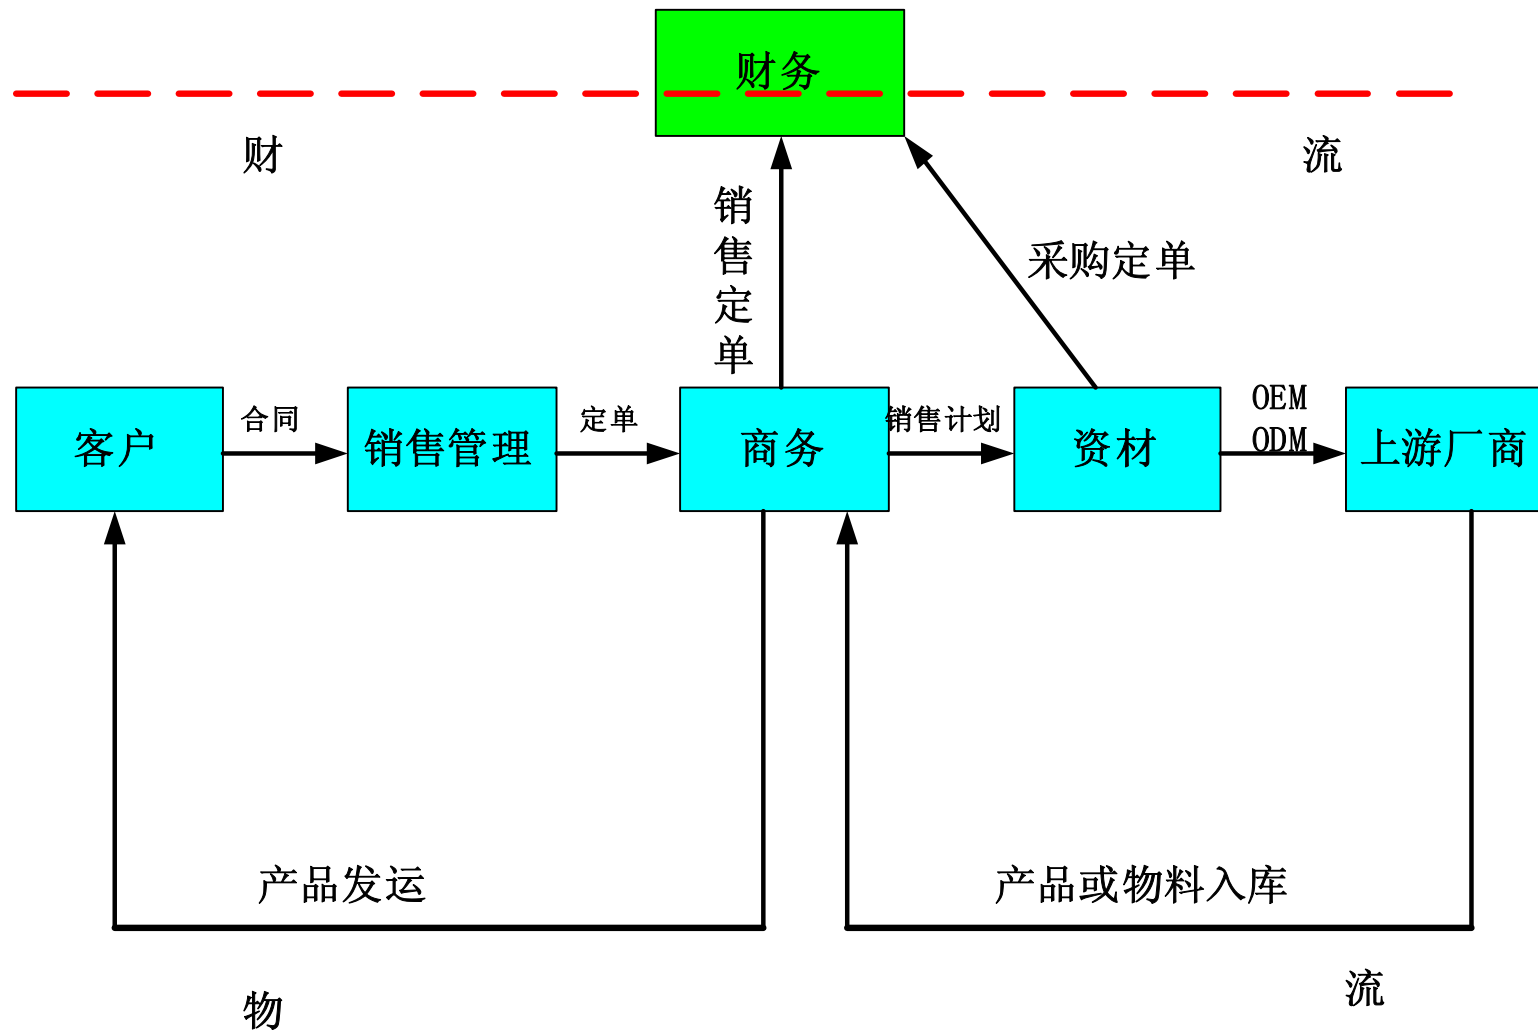 财务
财 流
销售定单
采购定单
客户
合同
销售管理
定单
商务
销售计划
资材
OEM
ODM
上游厂商
产品发运
产品或物料入库
物 流